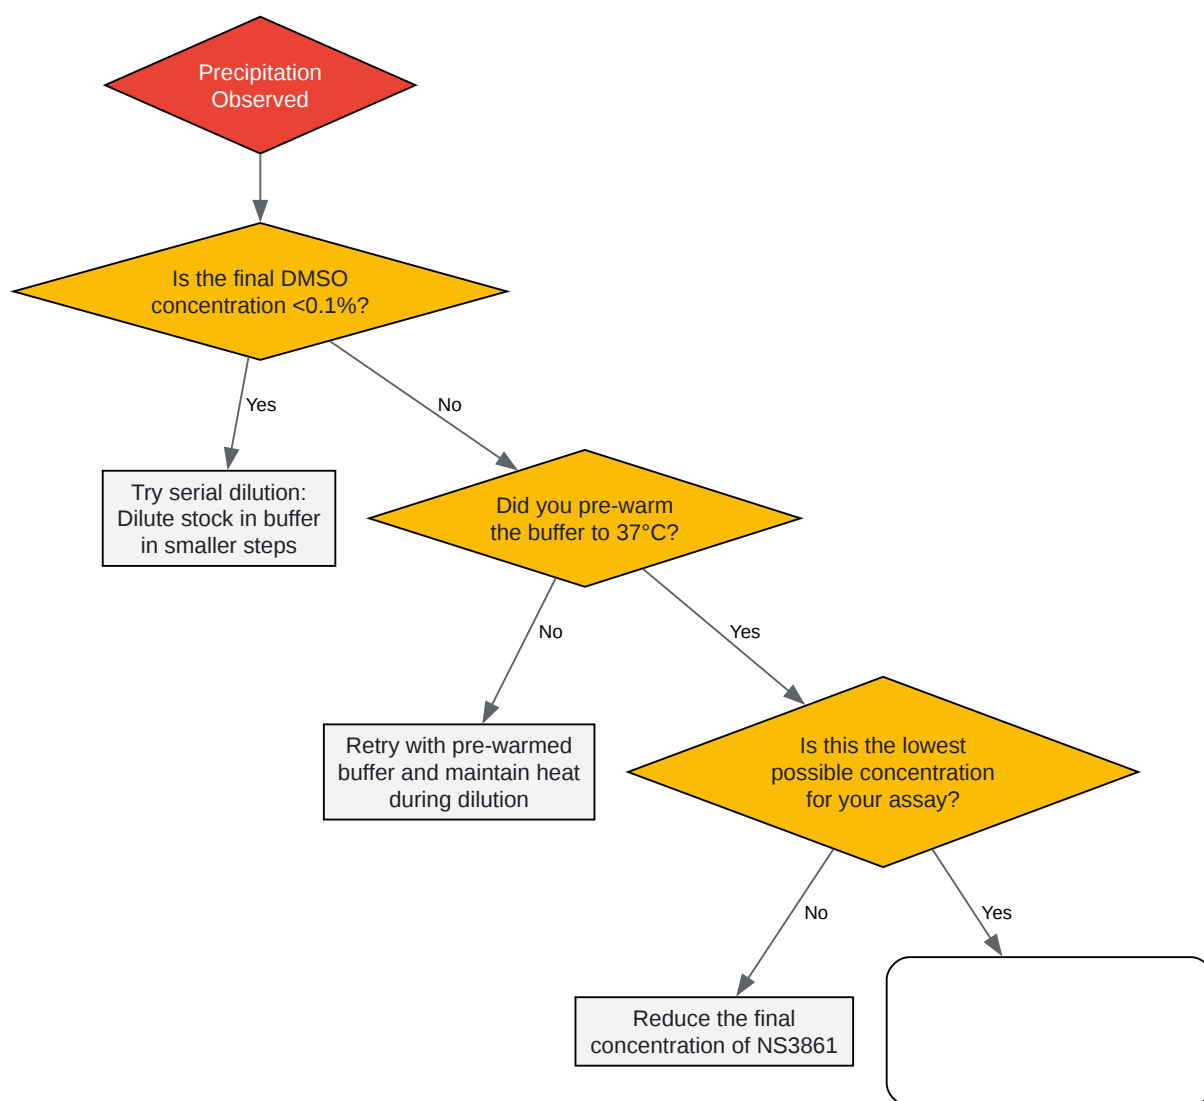 Precipitation
Observed
Is the final DMSO
concentration <0.1%?
Yes
No
Try serial dilution:
Dilute stock in buffer
in smaller steps
Did you pre-warm
the buffer to 37°C?
No
Yes
Retry with pre-warmed
buffer and maintain heat
during dilution
Is this the lowest
possible concentration
for your assay?
No
Yes
Reduce the final
concentration of NS3861